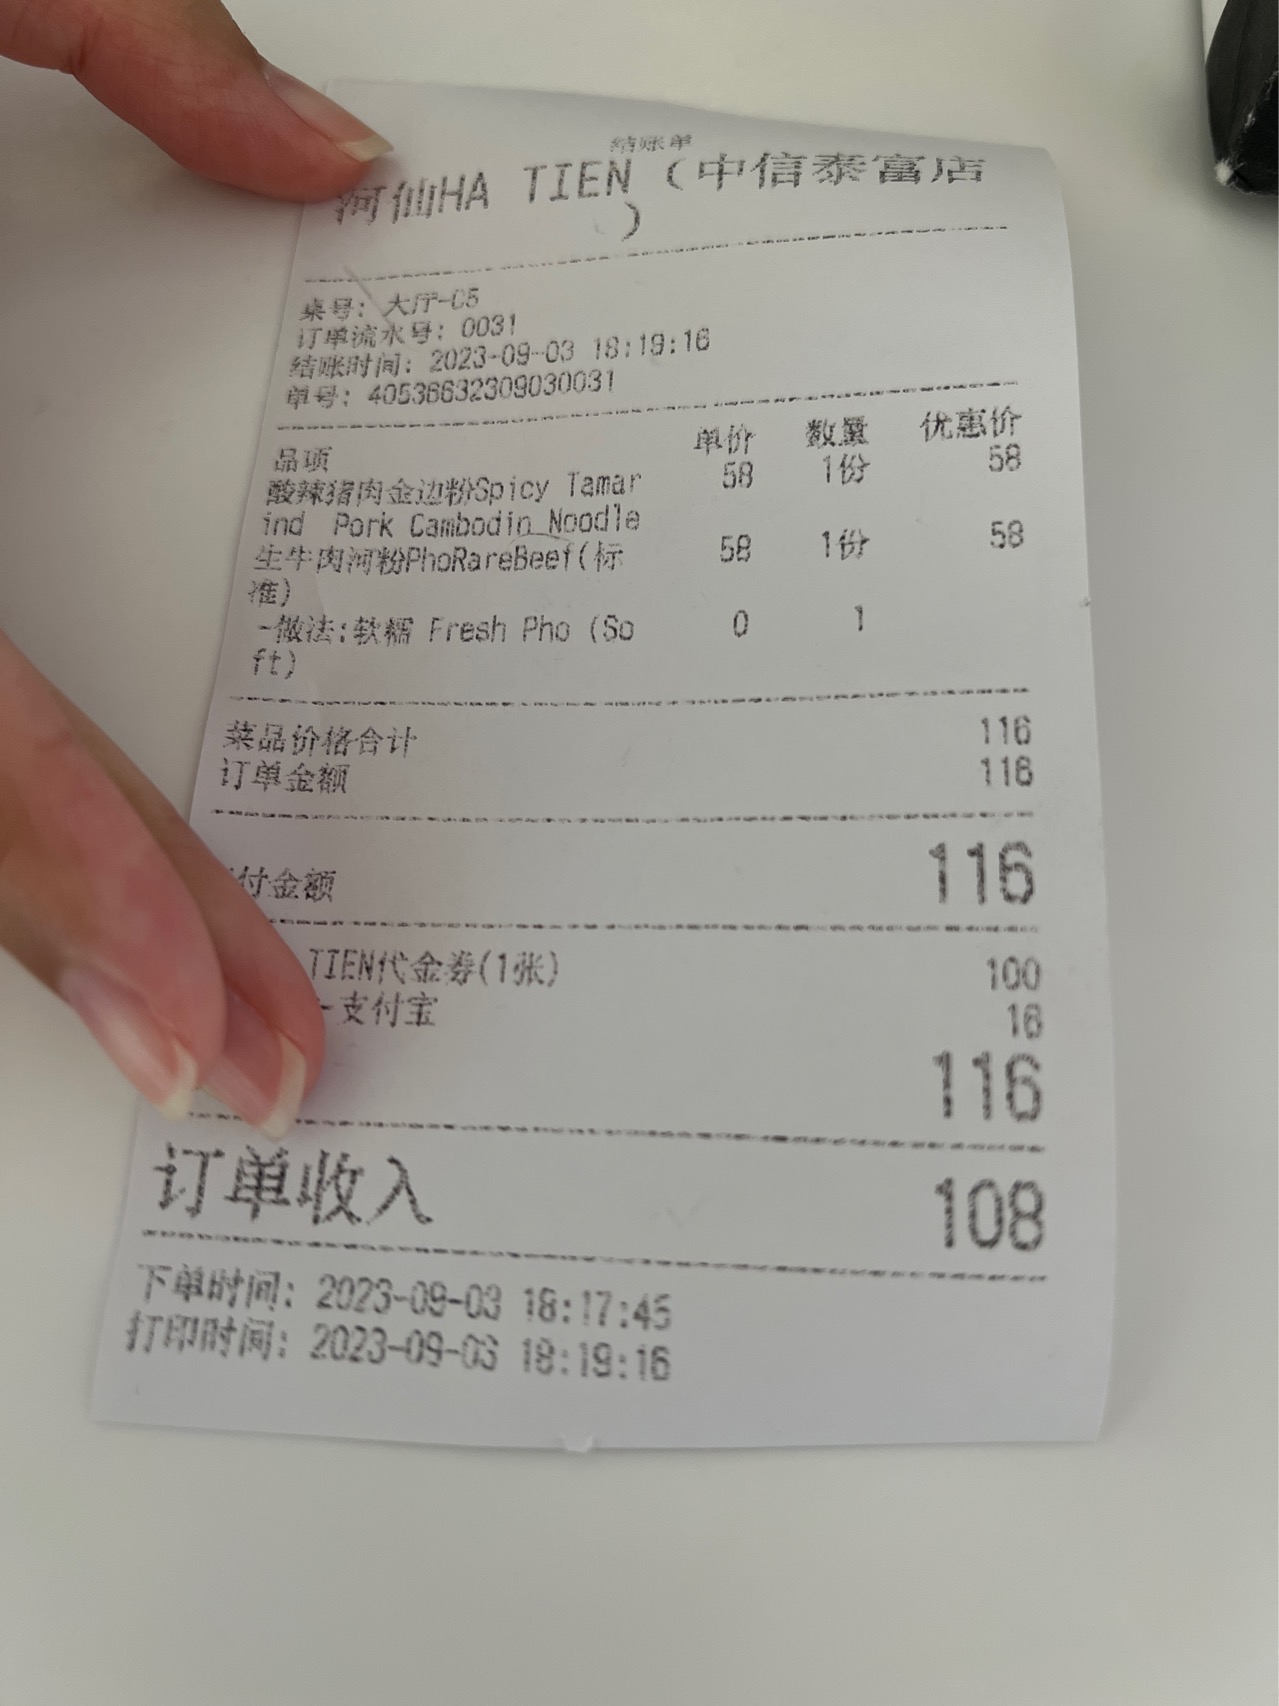 结账单
河仙HA TIEN（中信泰富店
）
桌号: 大厅-C5
订单流水号: 0031
结账时间: 2023-09-03 18:19:16
单号: 40536632309030031
品项 单价 数量 优惠价
酸辣猪肉金边粉Spicy Tamar 58 1份 58
ind Pork Cambodin Noodle
生牛肉河粉PhoRareBeef(标 58 1份 58
准)
-做法:软糯 Fresh Pho (So 0 1
ft)
菜品价格合计 116
订单金额 116
付金额 116
TIEN代金券(1张) 100
-支付宝 16
116
订单收入 108
下单时间: 2023-09-03 18:17:45
打印时间: 2023-09-03 18:19:16